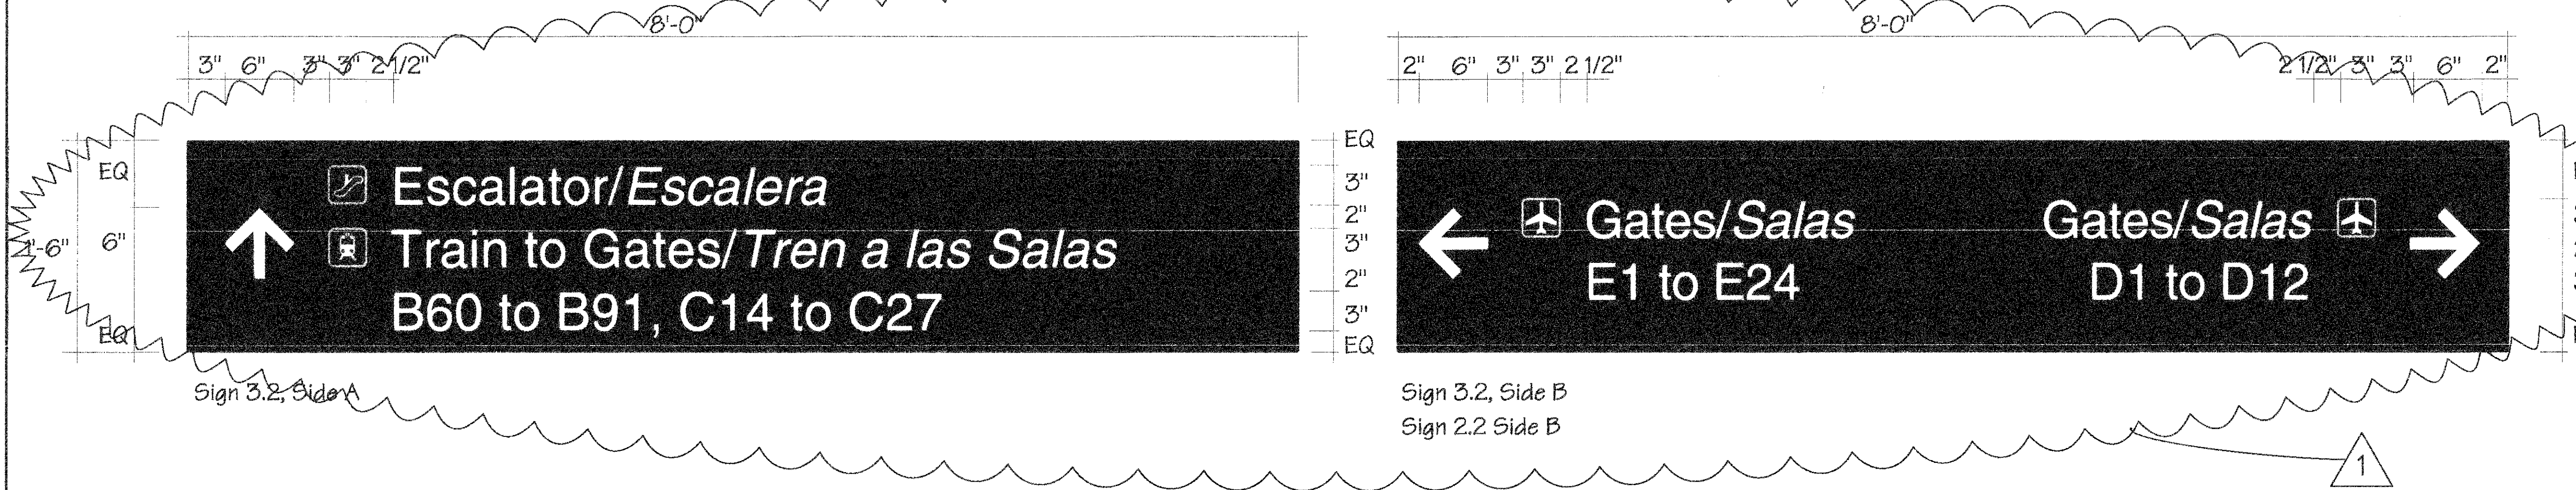 8'-0"
8'-0"
3" 6" 3" 3" 2 1/2"
2" 6" 3" 3" 2 1/2"
2 1/2" 3" 3" 6" 2"
EQ
6"
EQ
1'-6"
Escalator/Escalera
Train to Gates/Tren a las Salas
B60 to B91, C14 to C27
EQ
3"
2"
3"
2"
3"
EQ
Gates/Salas
E1 to E24
Gates/Salas
D1 to D12
Sign 3.2, Side A
Sign 3.2, Side B
Sign 2.2 Side B
1